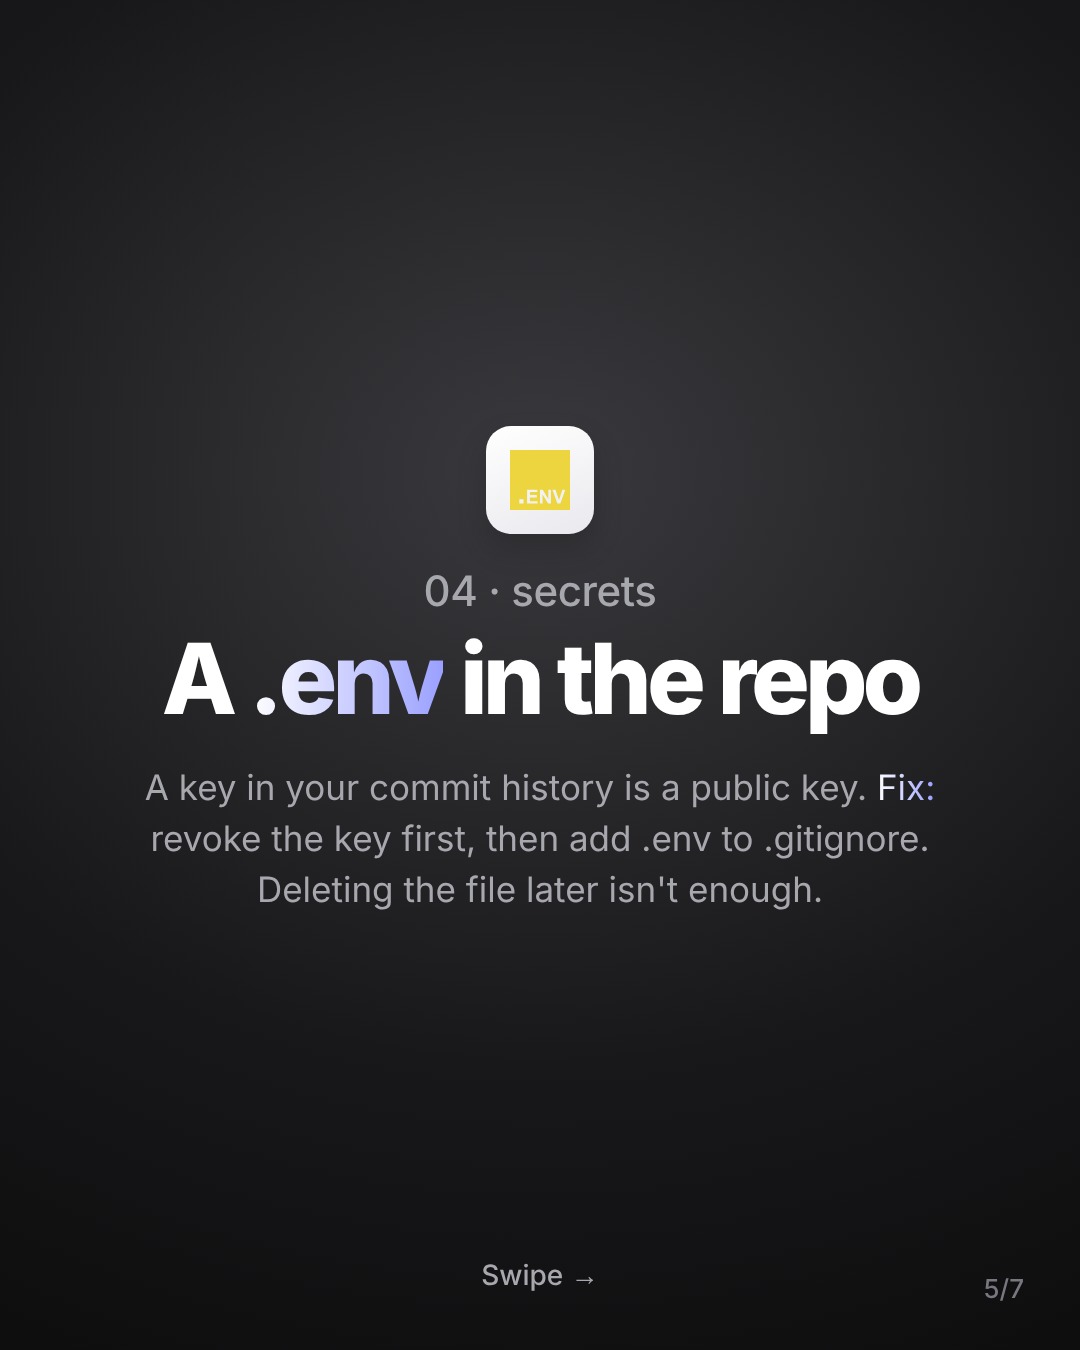 .ENV
04 · secrets
A .env in the repo
A key in your commit history is a public key. Fix:
revoke the key first, then add .env to .gitignore.
Deleting the file later isn't enough.
Swipe →
5/7